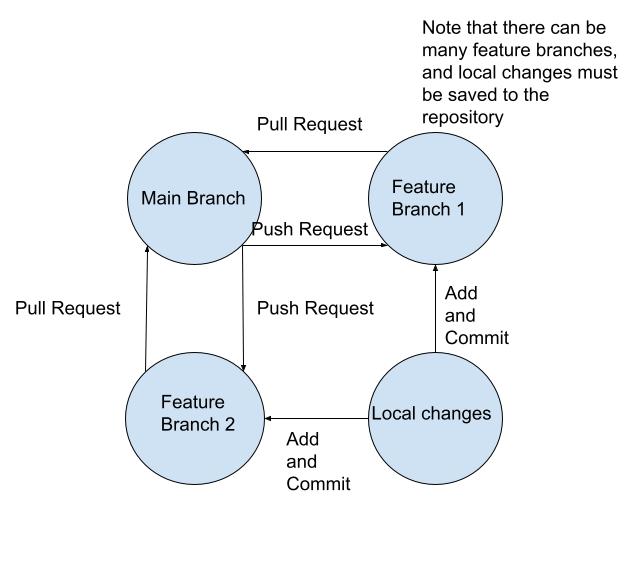 Note that there can be
many feature branches,
and local changes must
be saved to the
repository
Pull Request
Main Branch
Feature
Branch 1
Push Request
Pull Request
Push Request
Add
and
Commit
Feature
Branch 2
Local changes
Add
and
Commit